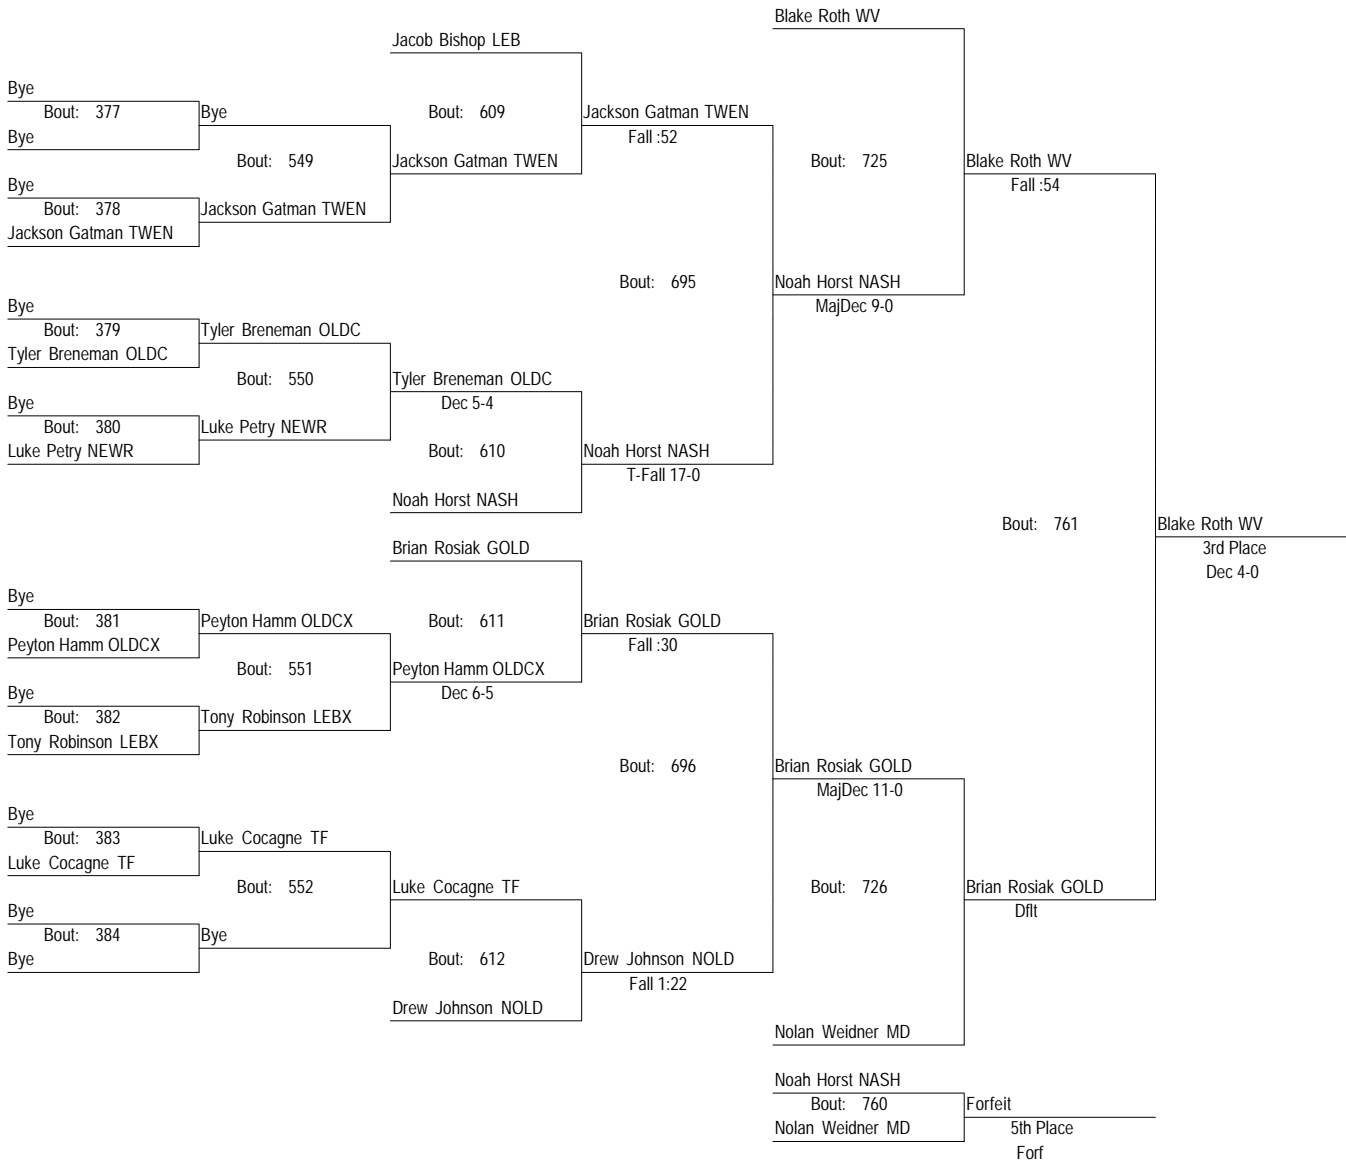 Blake Roth WV
Jacob Bishop LEB
Bye
Bout: 377
Bye
Bout: 609
Jackson Gatman TWEN
Fall :52
Bye
Bout: 549
Jackson Gatman TWEN
Bout: 725
Blake Roth WV
Fall :54
Bye
Bout: 378
Jackson Gatman TWEN
Jackson Gatman TWEN
Bout: 695
Noah Horst NASH
MajDec 9-0
Bye
Bout: 379
Tyler Breneman OLDC
Tyler Breneman OLDC
Bout: 550
Tyler Breneman OLDC
Dec 5-4
Bye
Bout: 380
Luke Petry NEWR
Luke Petry NEWR
Bout: 610
Noah Horst NASH
T-Fall 17-0
Noah Horst NASH
Bout: 761
Blake Roth WV
3rd Place
Dec 4-0
Brian Rosiak GOLD
Bye
Bout: 381
Peyton Hamm OLDCX
Peyton Hamm OLDCX
Bout: 611
Brian Rosiak GOLD
Fall :30
Bout: 551
Peyton Hamm OLDCX
Dec 6-5
Bye
Bout: 382
Tony Robinson LEBX
Tony Robinson LEBX
Bout: 696
Brian Rosiak GOLD
MajDec 11-0
Bye
Bout: 383
Luke Cocagne TF
Luke Cocagne TF
Bout: 552
Luke Cocagne TF
Bout: 726
Brian Rosiak GOLD
Dflt
Bye
Bout: 384
Bye
Bye
Bout: 612
Drew Johnson NOLD
Fall 1:22
Drew Johnson NOLD
Nolan Weidner MD
Noah Horst NASH
Bout: 760
Forfeit
Nolan Weidner MD
5th Place
Forf